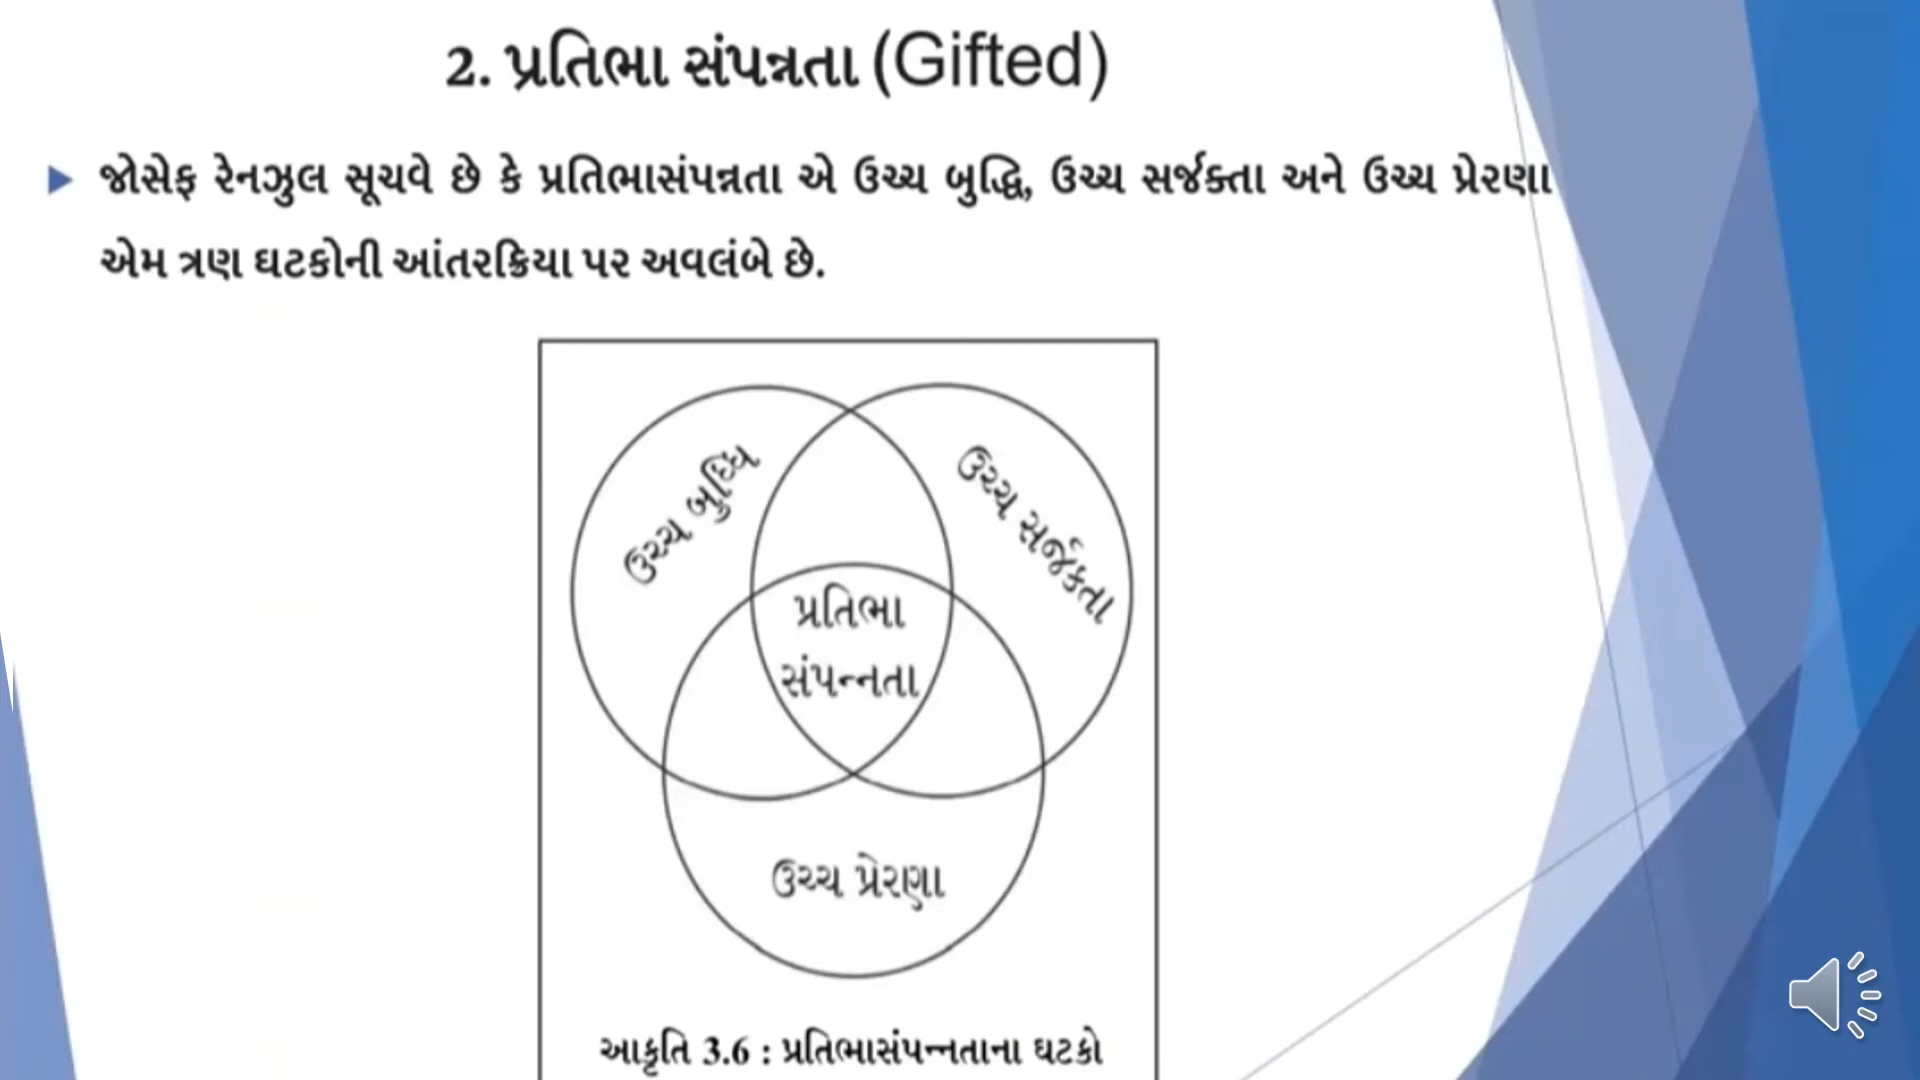 2. પ્રતિભા સંપન્નતા (Gifted)
જોસેફ રેનઝુલ સૂચવે છે કે પ્રતિભાસંપન્નતા એ ઉચ્ચ બુદ્ધિ, ઉચ્ચ સર્જક્તા અને ઉચ્ચ પ્રેરણા
એમ ત્રણ ઘટકોની આંતરક્રિયા પર અવલંબે છે.
ઉચ્ચ બુધ્ધિ
ઉચ્ચ સર્જકતા
પ્રતિભા
સંપન્નતા
ઉચ્ચ પ્રેરણા
આકૃતિ 3.6 : પ્રતિભાસંપન્નતાના ઘટકો